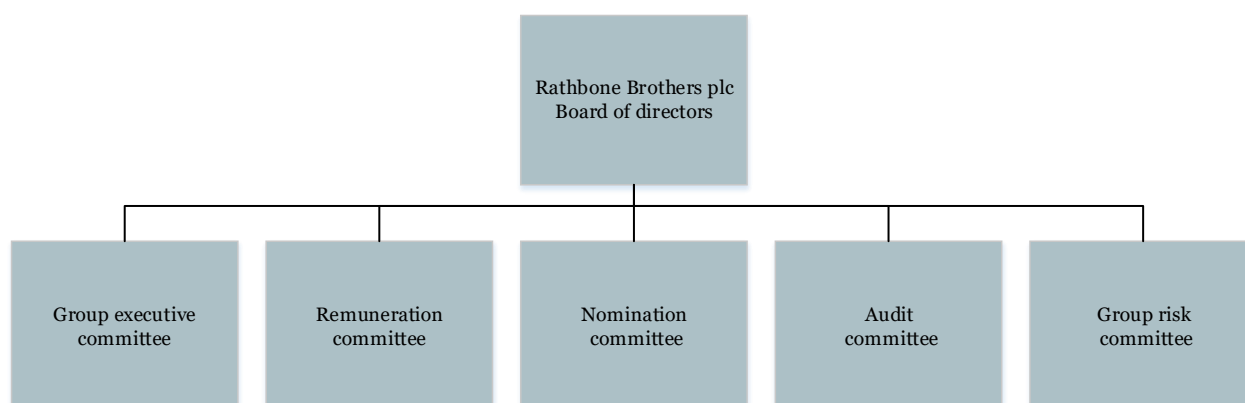 Rathbone Brothers plc
Board of directors
Group executive
committee
Remuneration
committee
Nomination
committee
Audit
committee
Group risk
committee